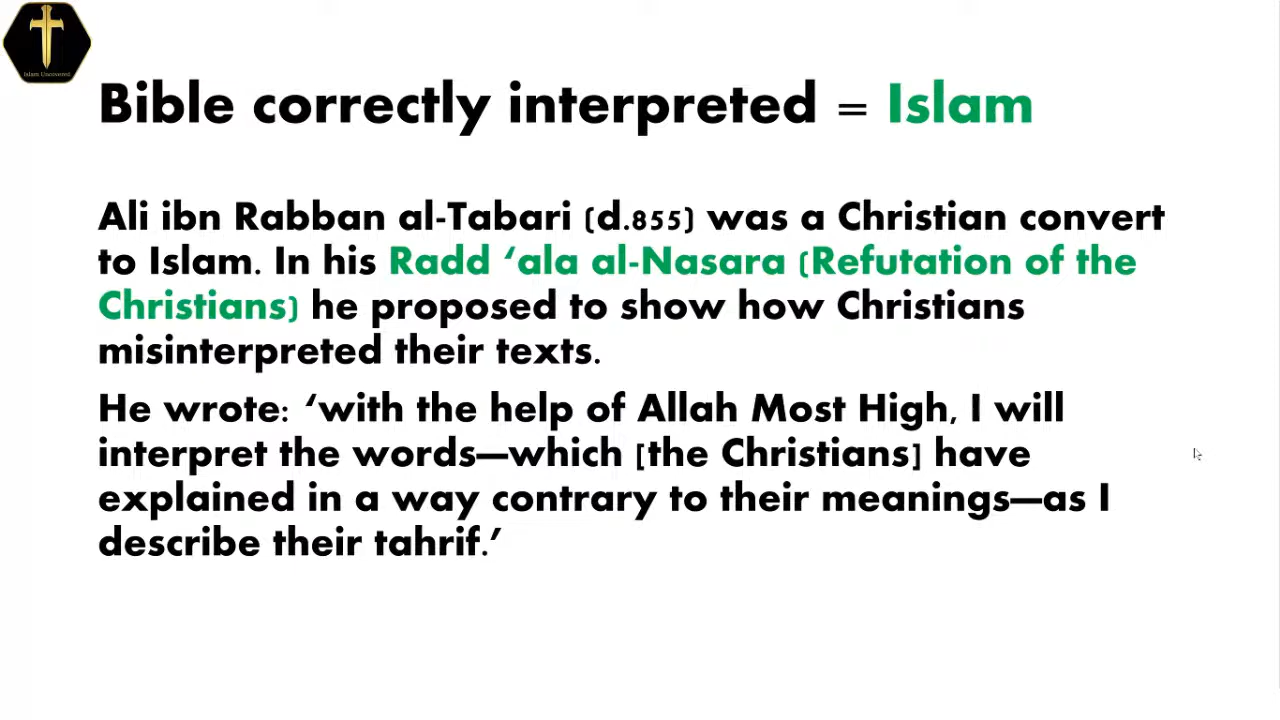 Islam Uncovered
Bible correctly interpreted = Islam
Ali ibn Rabban al-Tabari (d.855) was a Christian convert
to Islam. In his Radd ‘ala al-Nasara (Refutation of the
Christians) he proposed to show how Christians
misinterpreted their texts.
He wrote: ‘with the help of Allah Most High, I will
interpret the words—which [the Christians] have
explained in a way contrary to their meanings—as I
describe their tahrif.’